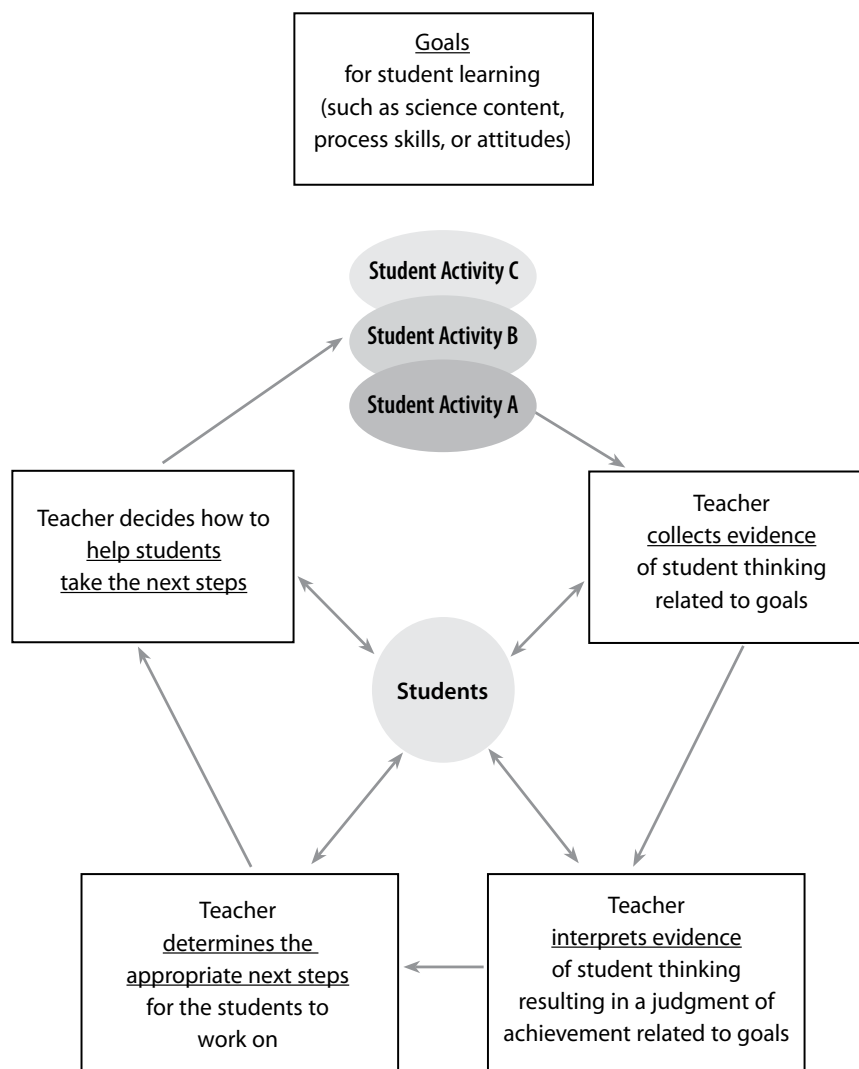 Goals
for student learning
(such as science content,
process skills, or attitudes)
Student Activity C
Student Activity B
Student Activity A
Teacher decides how to
help students
take the next steps
Teacher
collects evidence
of student thinking
related to goals
Students
Teacher
determines the
appropriate next steps
for the students to
work on
Teacher
interprets evidence
of student thinking
resulting in a judgment of
achievement related to goals